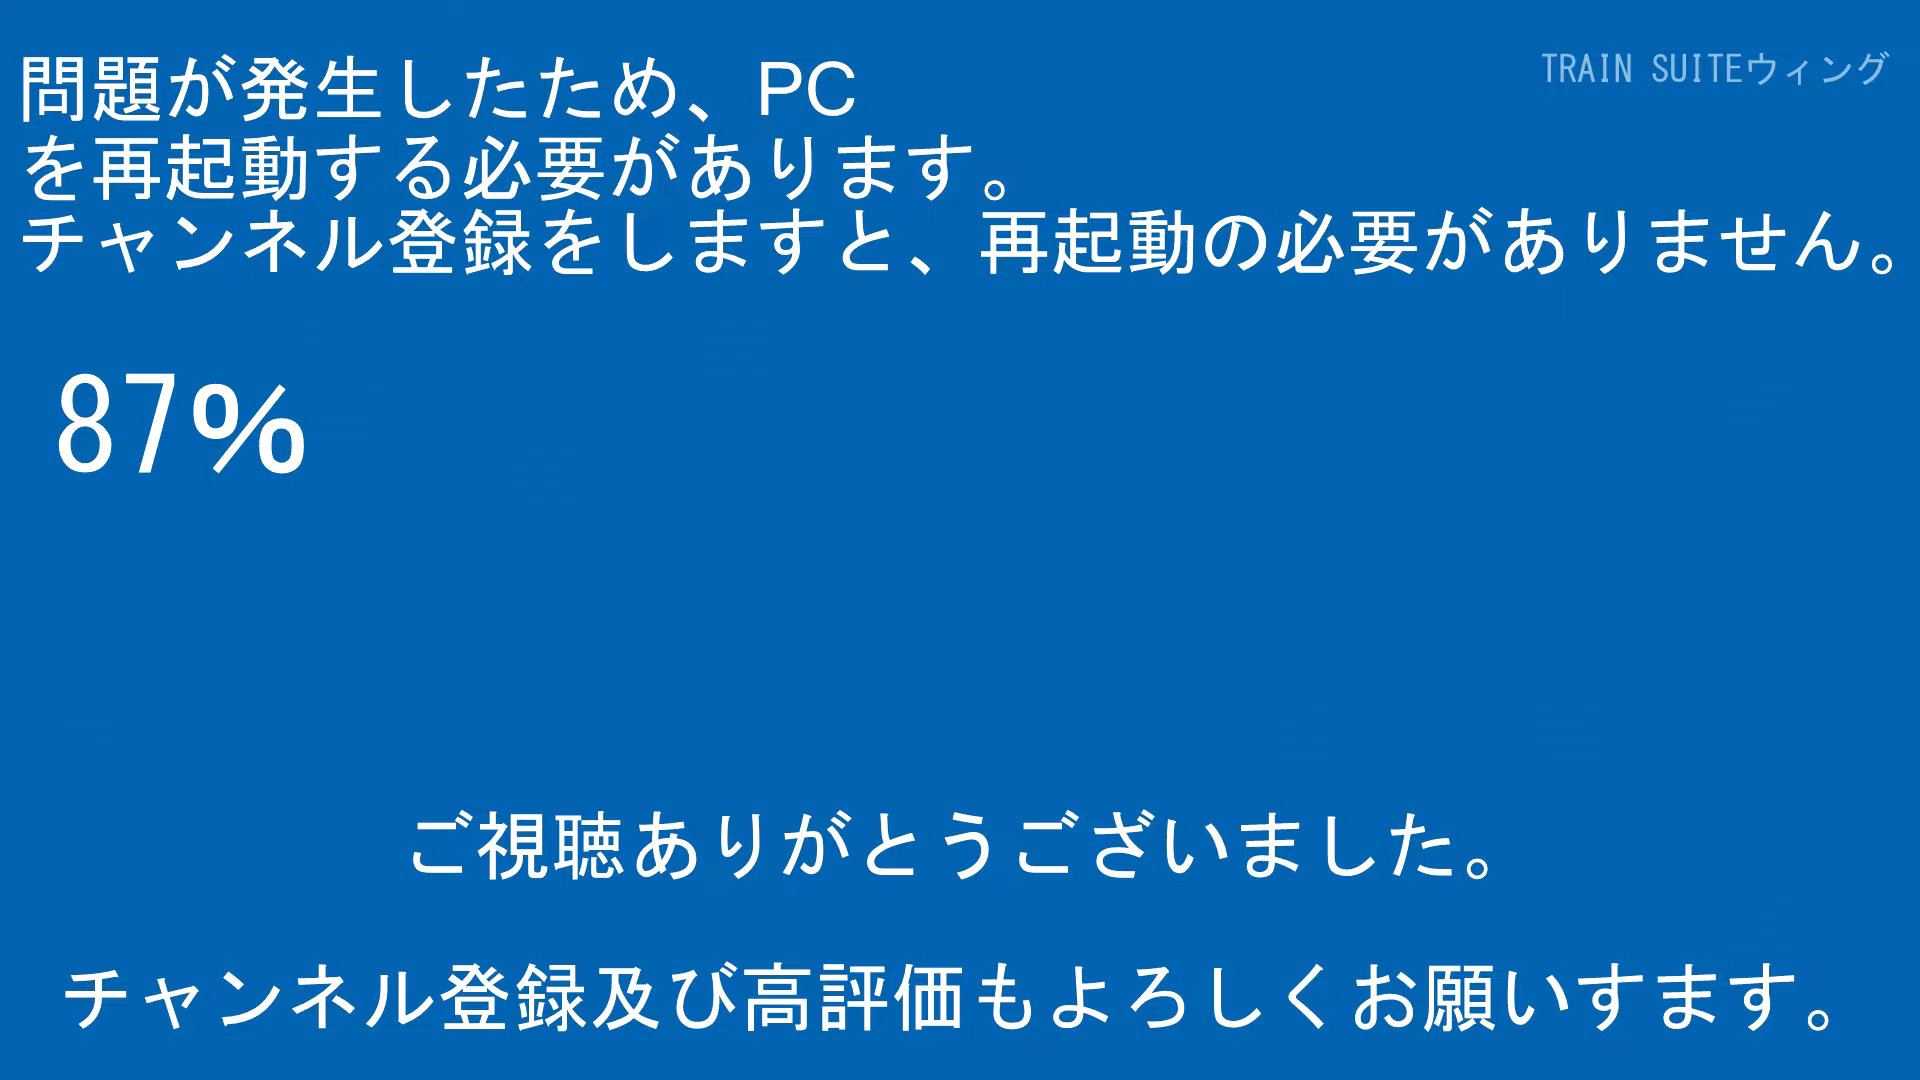 問題が発生したため、PC
TRAIN SUITEウィング
を再起動する必要があります。
チャンネル登録をしますと、再起動の必要がありません。
87%
ご視聴ありがとうございました。
チャンネル登録及び高評価もよろしくお願いすます。